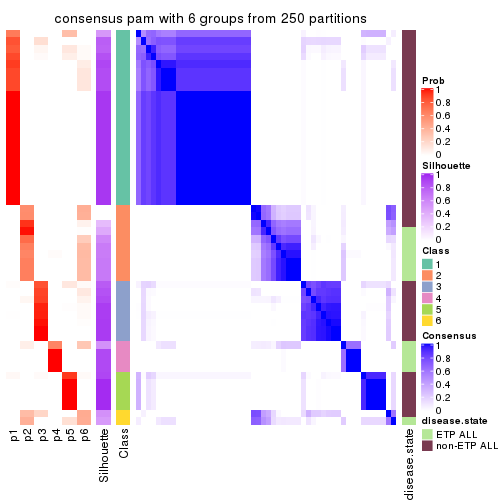 consensus pam with 6 groups from 250 partitions
Prob
1
0.8
0.6
0.4
0.2
0
Silhouette
1
0.8
0.6
0.4
0.2
0
Class
1
2
3
4
5
6
Consensus
1
0.8
0.6
0.4
0.2
0
disease.state
ETP ALL
non-ETP ALL
p1
p2
p3
p4
p5
p6
Silhouette
Class
disease.state